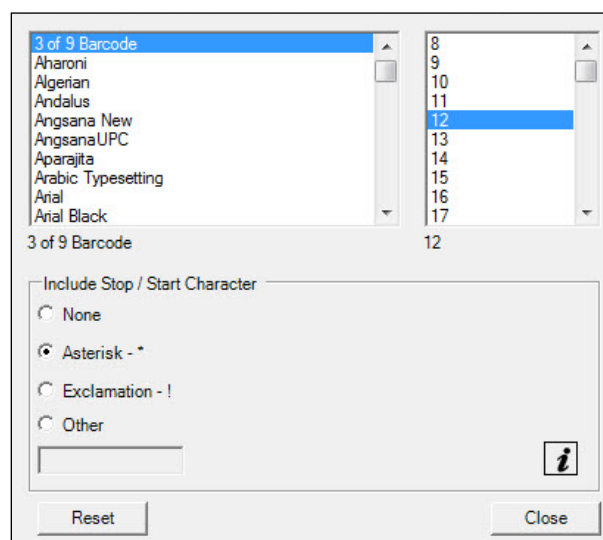 3 of 9 Barcode
Aharoni
Algerian
Andalus
Angsana New
AngsanaUPC
Aparajita
Arabic Typesetting
Arial
Arial Black
3 of 9 Barcode
8
9
10
11
12
13
14
15
16
17
12
Include Stop / Start Character
None
Asterisk - *
Exclamation - !
Other
i
Reset
Close